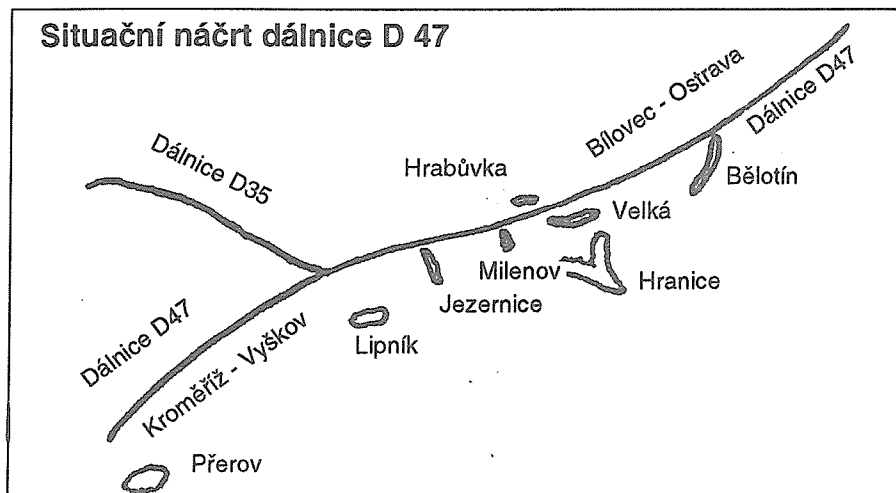 Situační náčrt dálnice D 47
Bílovec - Ostrava
Dálnice D47
Dálnice D35
Hrabůvka
Bělotín
Velká
Milenov
Hranice
Jezernice
Dálnice D47
Kroměříž - Vyškov
Lipník
Přerov